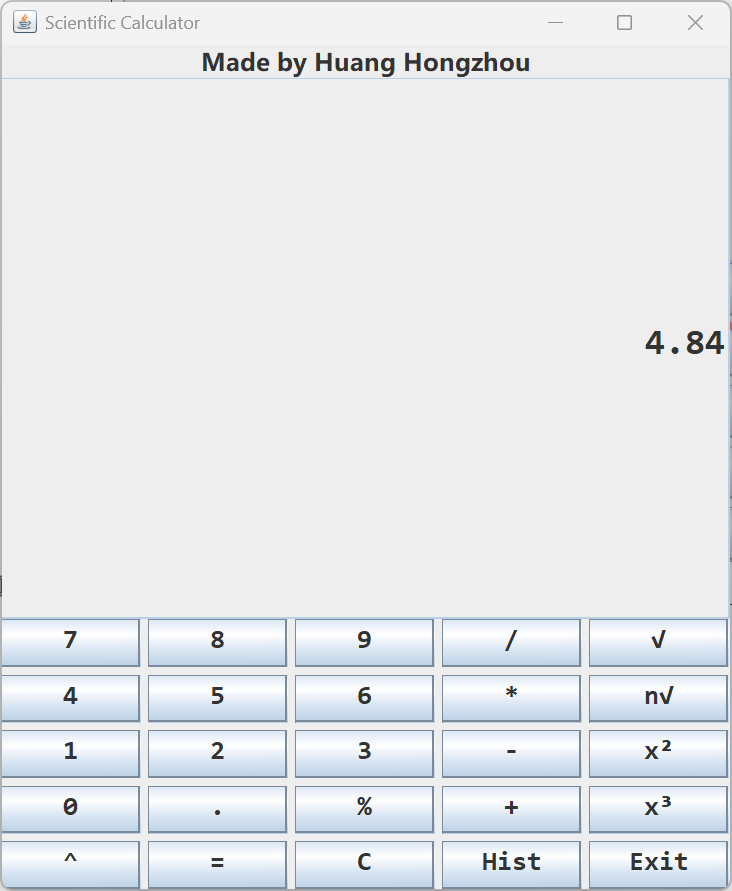 Scientific Calculator
Made by Huang Hongzhou
4.84
7 8 9 / √
4 5 6 * n√
1 2 3 - x²
0 . % + x³
^ = C Hist Exit